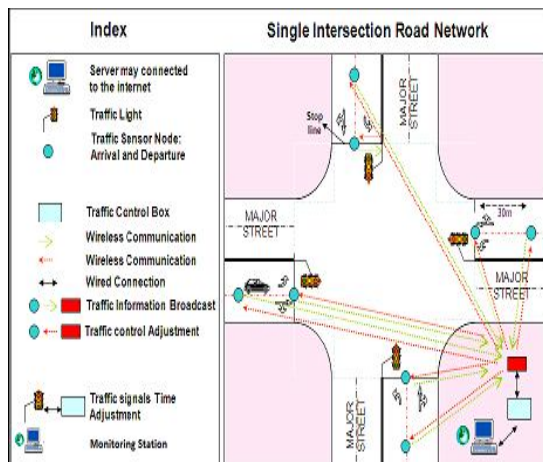 Index
Server may connected
to the internet
Traffic Light
Traffic Sensor Node:
Arrival and Departure
Traffic Control Box
Wireless Communication
Wireless Communication
Wired Connection
Traffic Information Broadcast
Traffic control Adjustment
Traffic signals Time
Adjustment
Monitoring Station
Single Intersection Road Network
Stop
line
MAJOR
STREET
MAJOR
STREET
30m
MAJOR
STREET
MAJOR
STREET